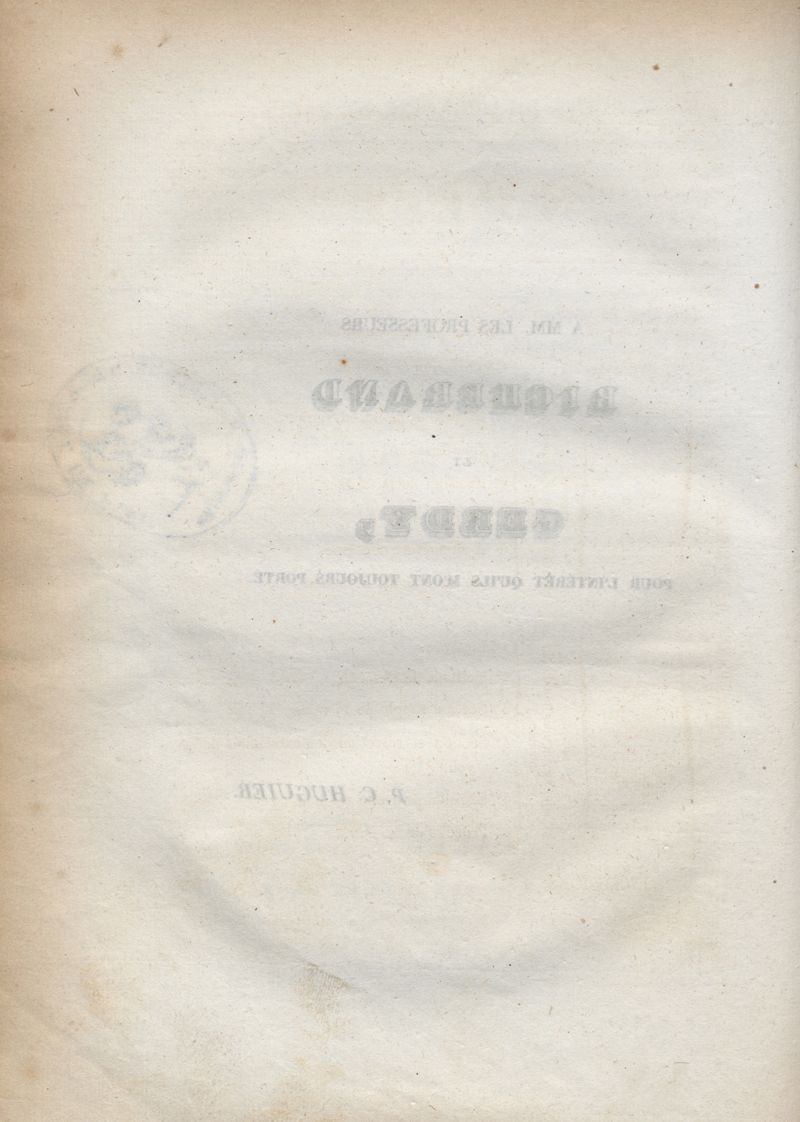 A MM. LES PROFESSEURS
RICHERAND
ET
GERDY,
POUR L'INTÉRÊT QU'ILS M'ONT TOUJOURS PORTÉ
P. C. HUGUIER.